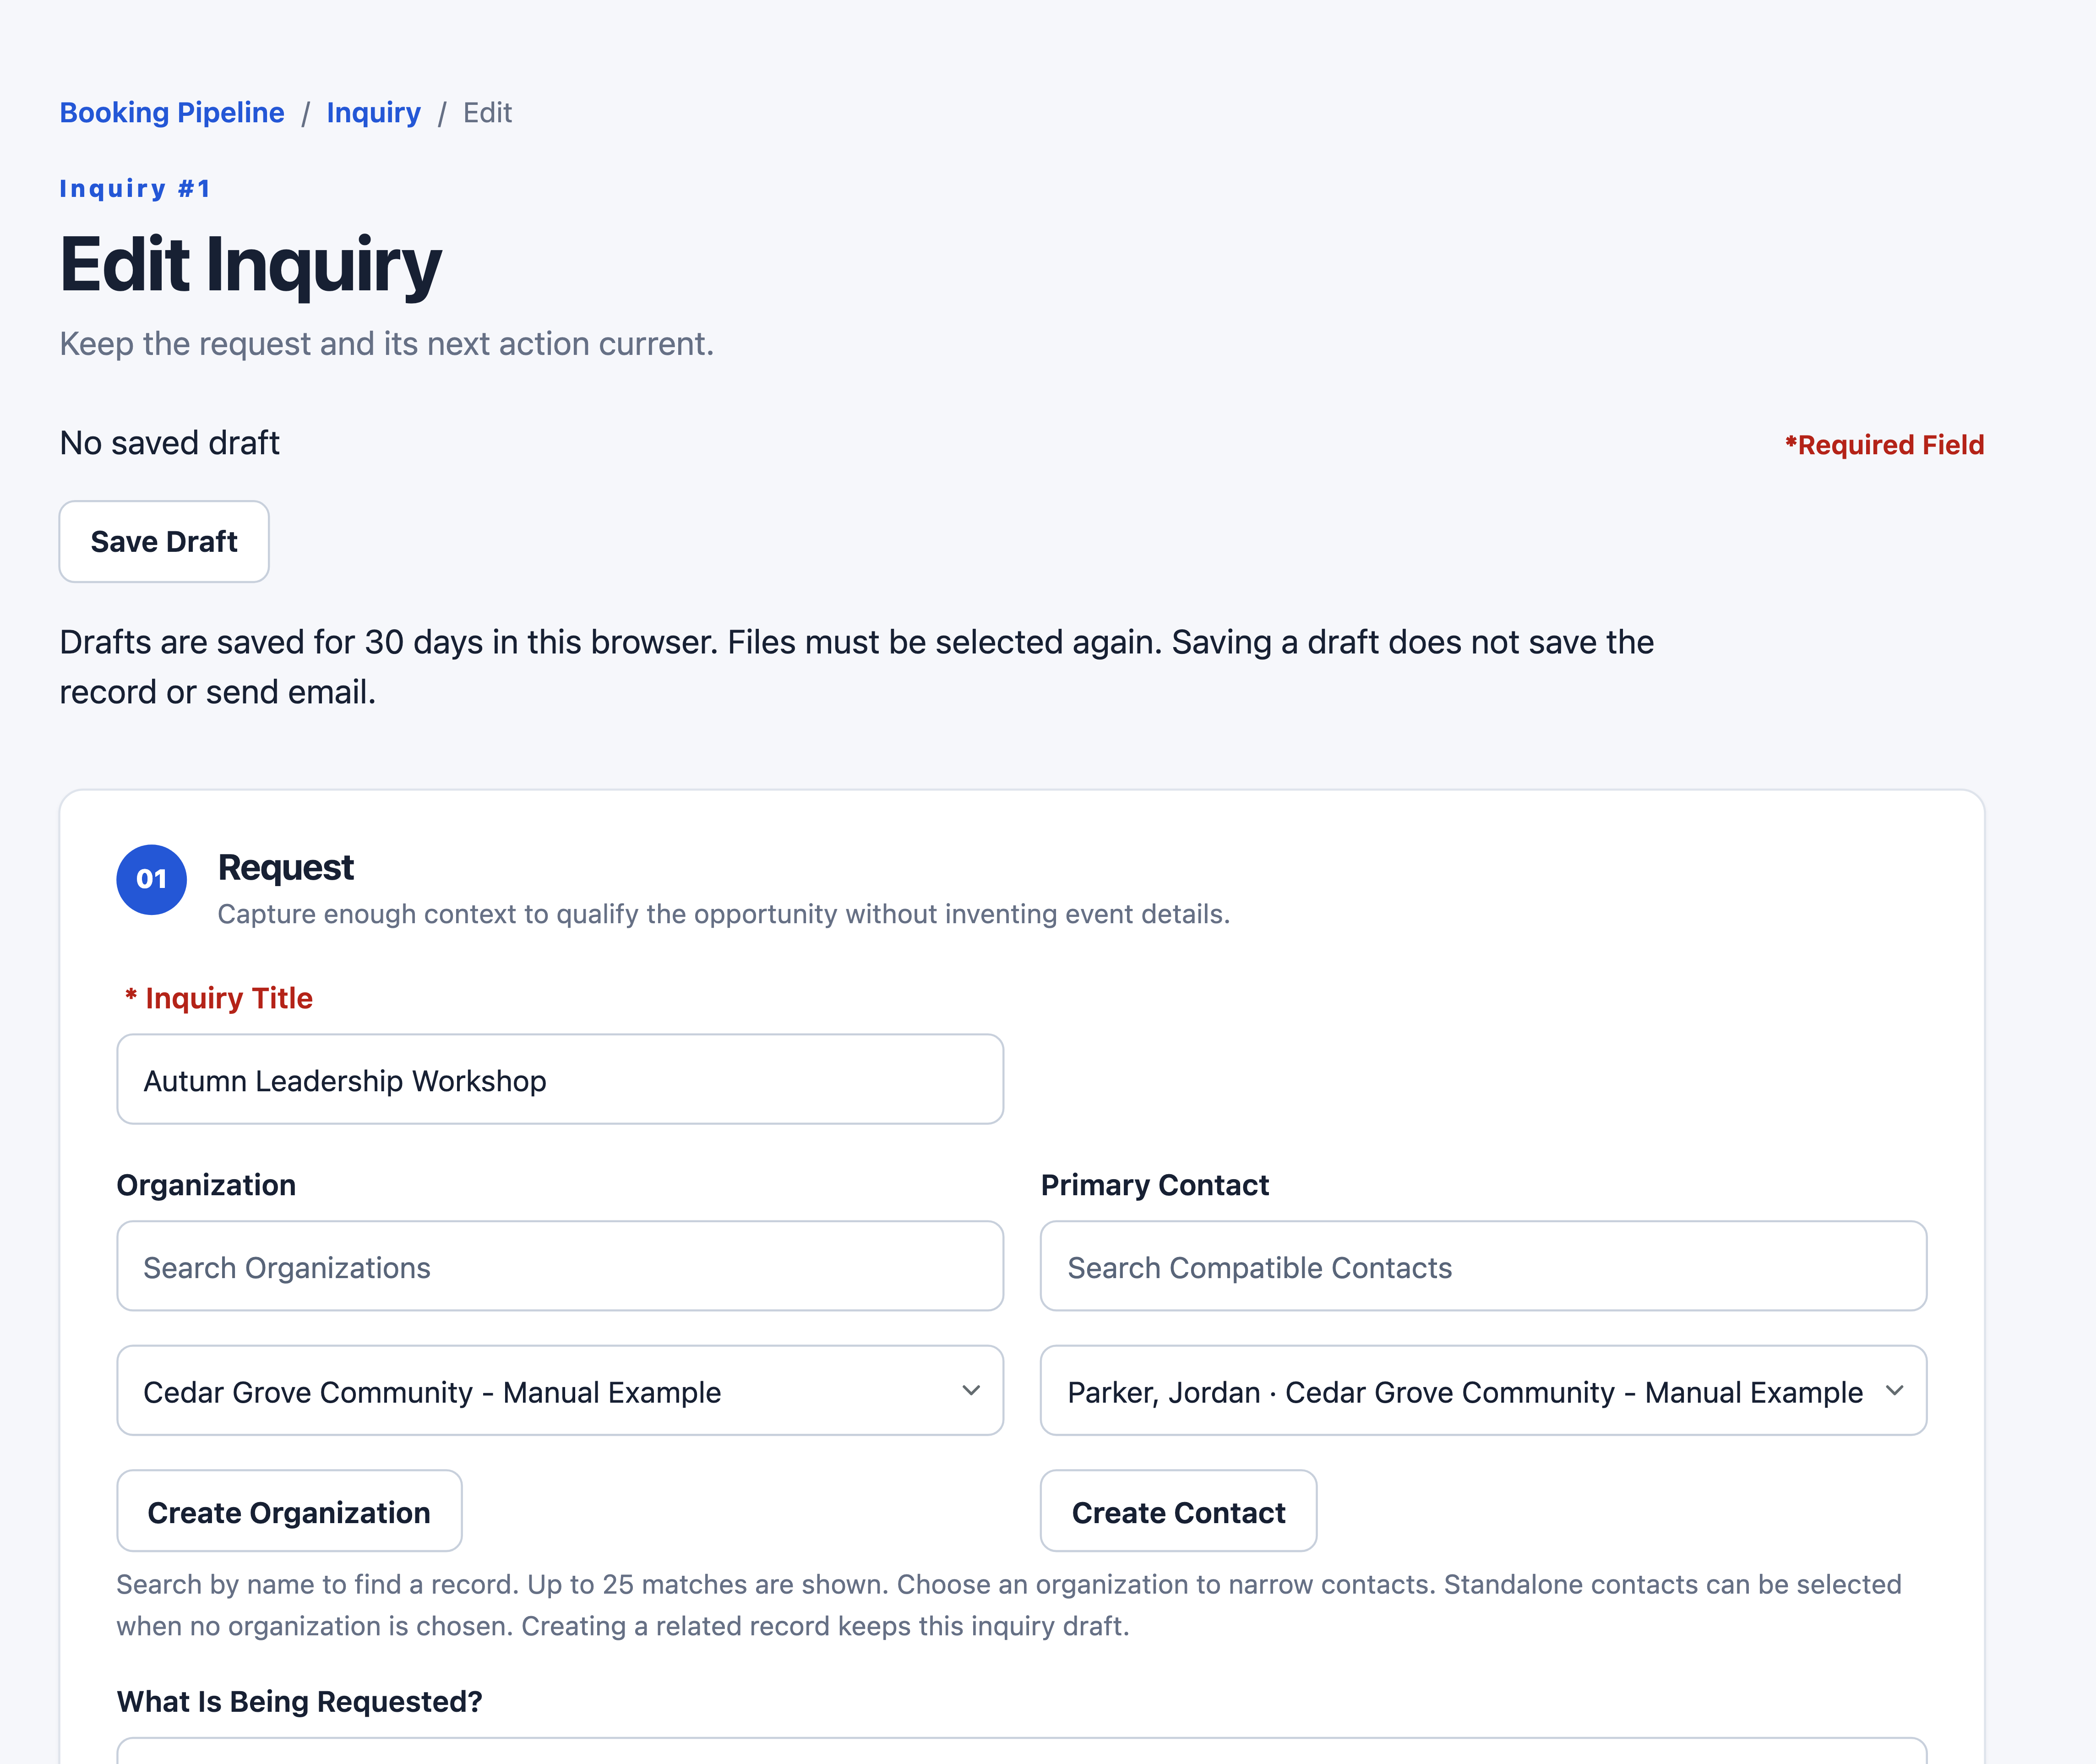 Booking Pipeline / Inquiry / Edit
Inquiry #1
Edit Inquiry
Keep the request and its next action current.
No saved draft
*Required Field
Save Draft
Drafts are saved for 30 days in this browser. Files must be selected again. Saving a draft does not save the
record or send email.
01
Request
Capture enough context to qualify the opportunity without inventing event details.
* Inquiry Title
Autumn Leadership Workshop
Organization
Search Organizations
Cedar Grove Community - Manual Example
Create Organization
Primary Contact
Search Compatible Contacts
Parker, Jordan · Cedar Grove Community - Manual Example
Create Contact
Search by name to find a record. Up to 25 matches are shown. Choose an organization to narrow contacts. Standalone contacts can be selected
when no organization is chosen. Creating a related record keeps this inquiry draft.
What Is Being Requested?